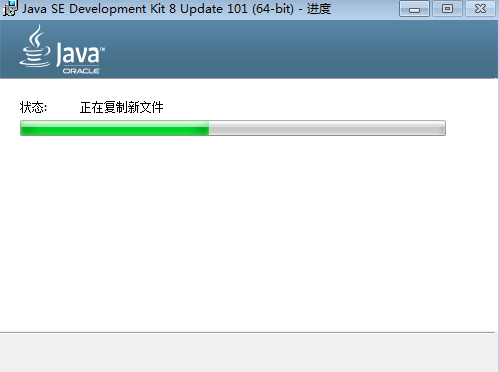 Java SE Development Kit 8 Update 101 (64-bit) - 进度
Java™
ORACLE
状态: 正在复制新文件